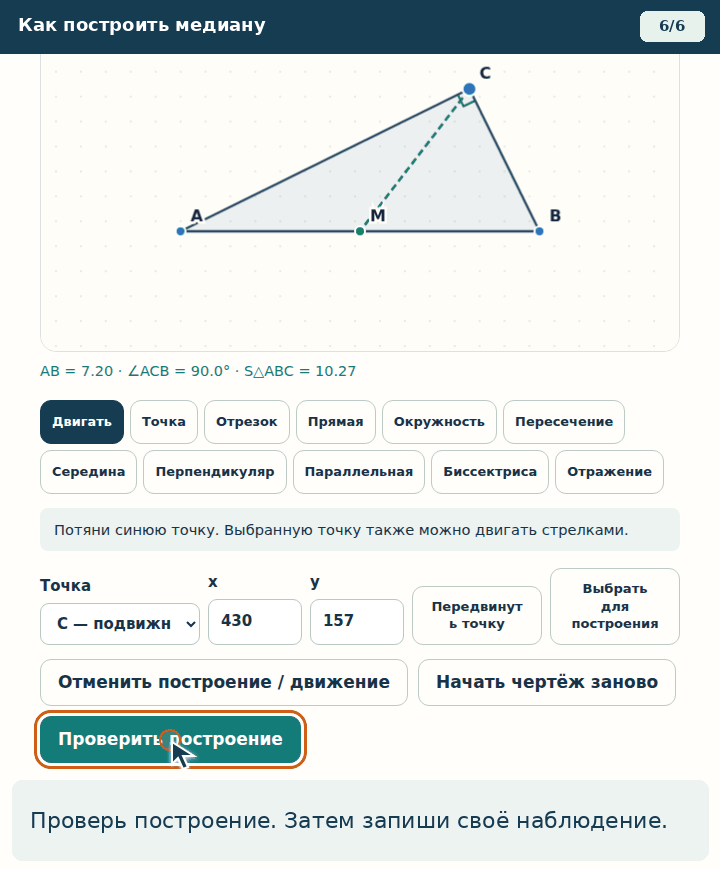 Как построить медиану
6/6
C
A
M
B
AB = 7.20 · ∠ACB = 90.0° · S△ABC = 10.27
Двигать
Точка
Отрезок
Прямая
Окружность
Пересечение
Середина
Перпендикуляр
Параллельная
Биссектриса
Отражение
Потяни синюю точку. Выбранную точку также можно двигать стрелками.
Точка
x
y
C — подвижн
430
157
Передвинут
ь точку
Выбрать
для
построения
Отменить построение / движение
Начать чертёж заново
Проверить построение
Проверь построение. Затем запиши своё наблюдение.